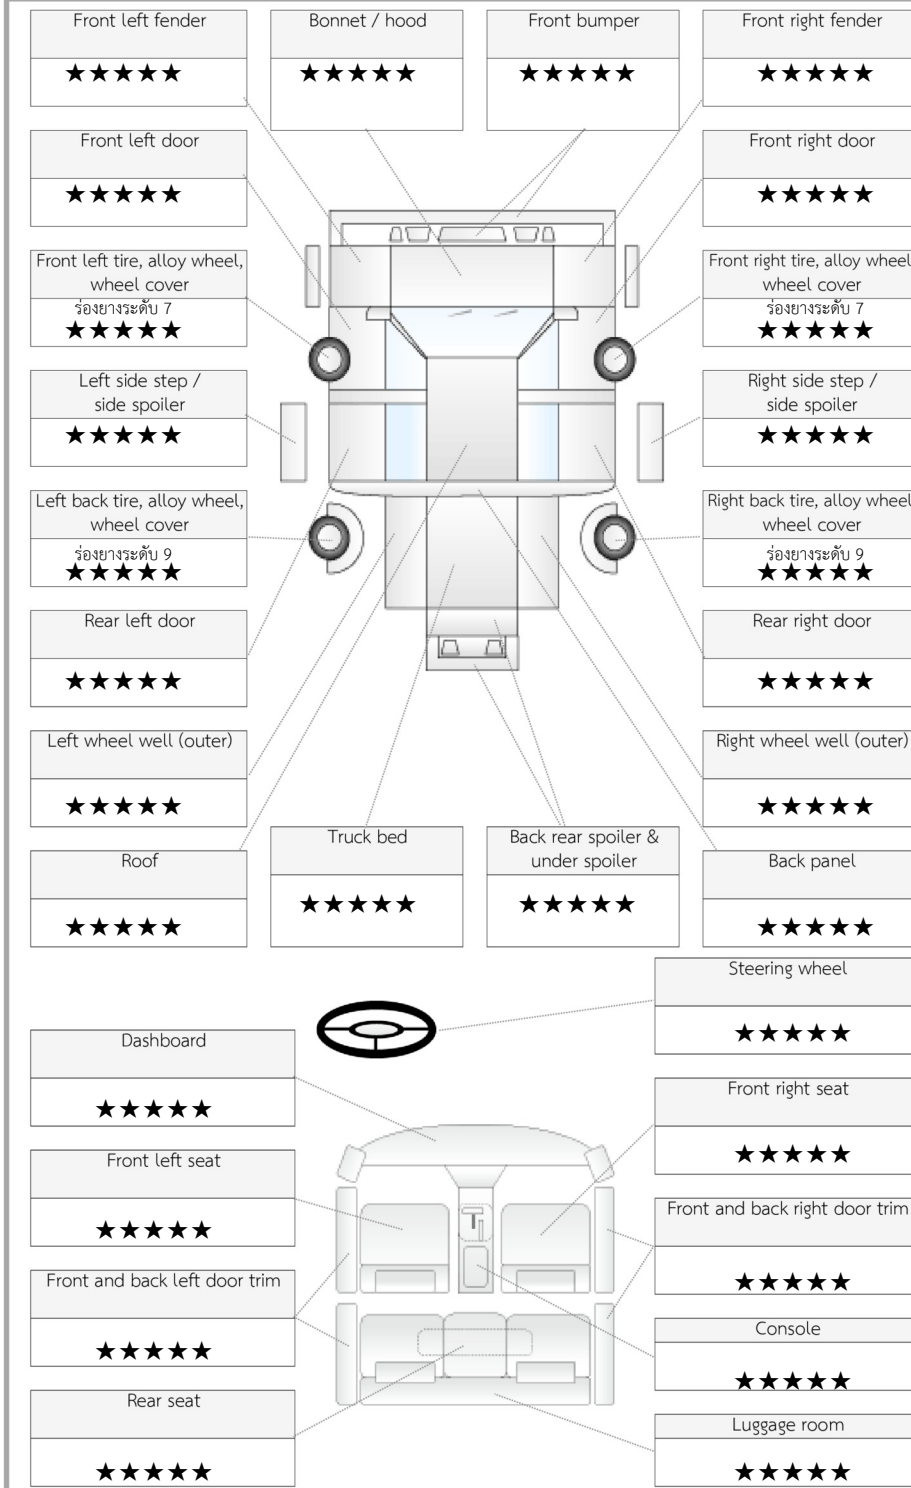 Front left fender
★★★★★
Bonnet / hood
★★★★★
Front bumper
★★★★★
Front right fender
★★★★★
Front left door
★★★★★
Front right door
★★★★★
Front left tire, alloy wheel,
wheel cover
ร่องยางระดับ 7
★★★★★
Front right tire, alloy wheel
wheel cover
ร่องยางระดับ 7
★★★★★
Left side step /
side spoiler
★★★★★
Right side step /
side spoiler
★★★★★
Left back tire, alloy wheel,
wheel cover
ร่องยางระดับ 9
★★★★★
Right back tire, alloy wheel
wheel cover
ร่องยางระดับ 9
★★★★★
Rear left door
★★★★★
Rear right door
★★★★★
Left wheel well (outer)
★★★★★
Right wheel well (outer)
★★★★★
Roof
★★★★★
Truck bed
★★★★★
Back rear spoiler &
under spoiler
★★★★★
Back panel
★★★★★
Steering wheel
★★★★★
Dashboard
★★★★★
Front right seat
★★★★★
Front left seat
★★★★★
Front and back right door trim
★★★★★
Front and back left door trim
★★★★★
Console
★★★★★
Rear seat
★★★★★
Luggage room
★★★★★